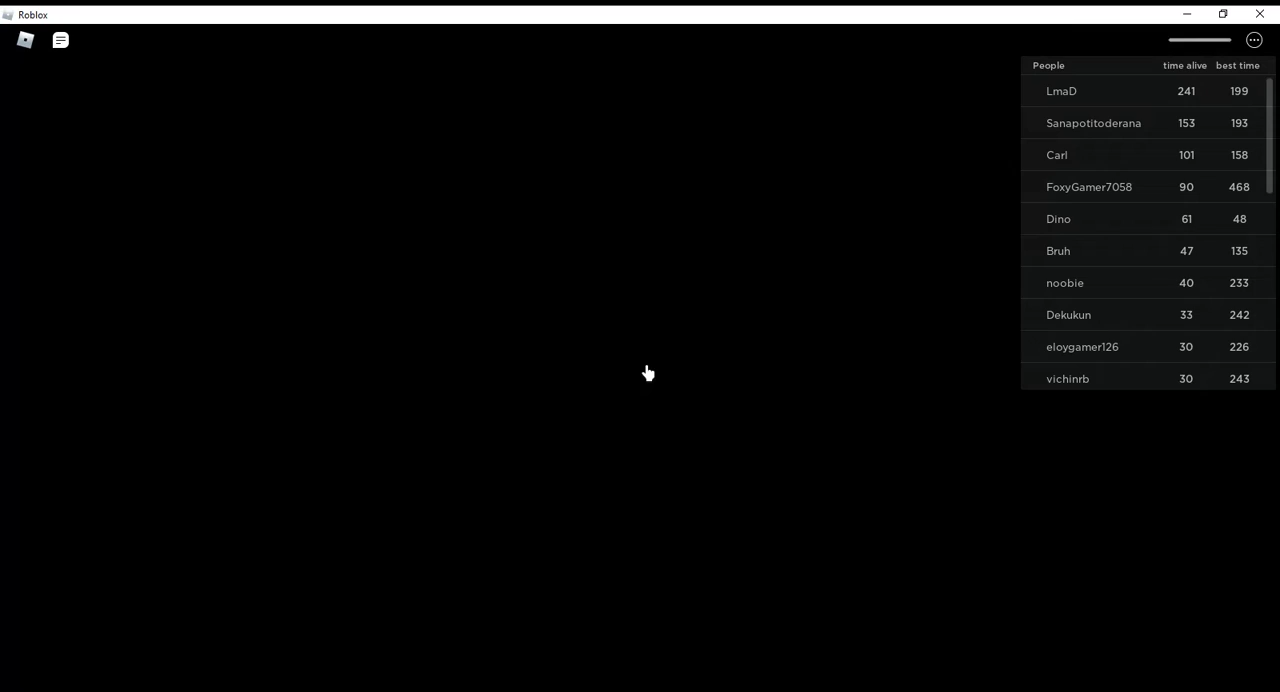 Roblox
People time alive best time
LmaD 241 199
Sanapotitoderana 153 193
Carl 101 158
FoxyGamer7058 90 468
Dino 61 48
Bruh 47 135
noobie 40 233
Dekukun 33 242
eloygamer126 30 226
vichinrb 30 243